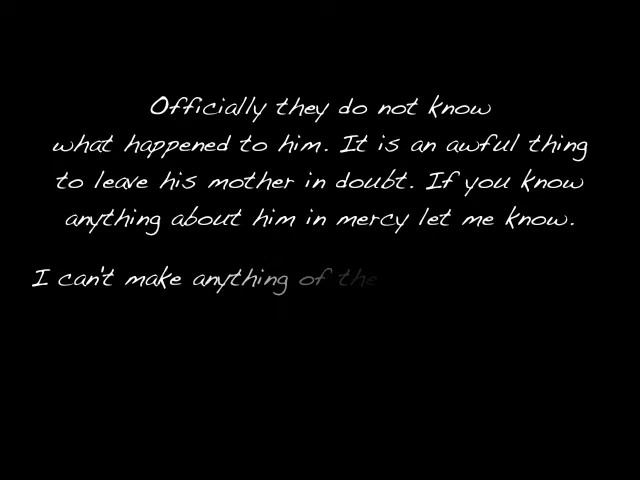 Officially they do not know
what happened to him. It is an awful thing
to leave his mother in doubt. If you know
anything about him in mercy let me know.
I can't make anything of the